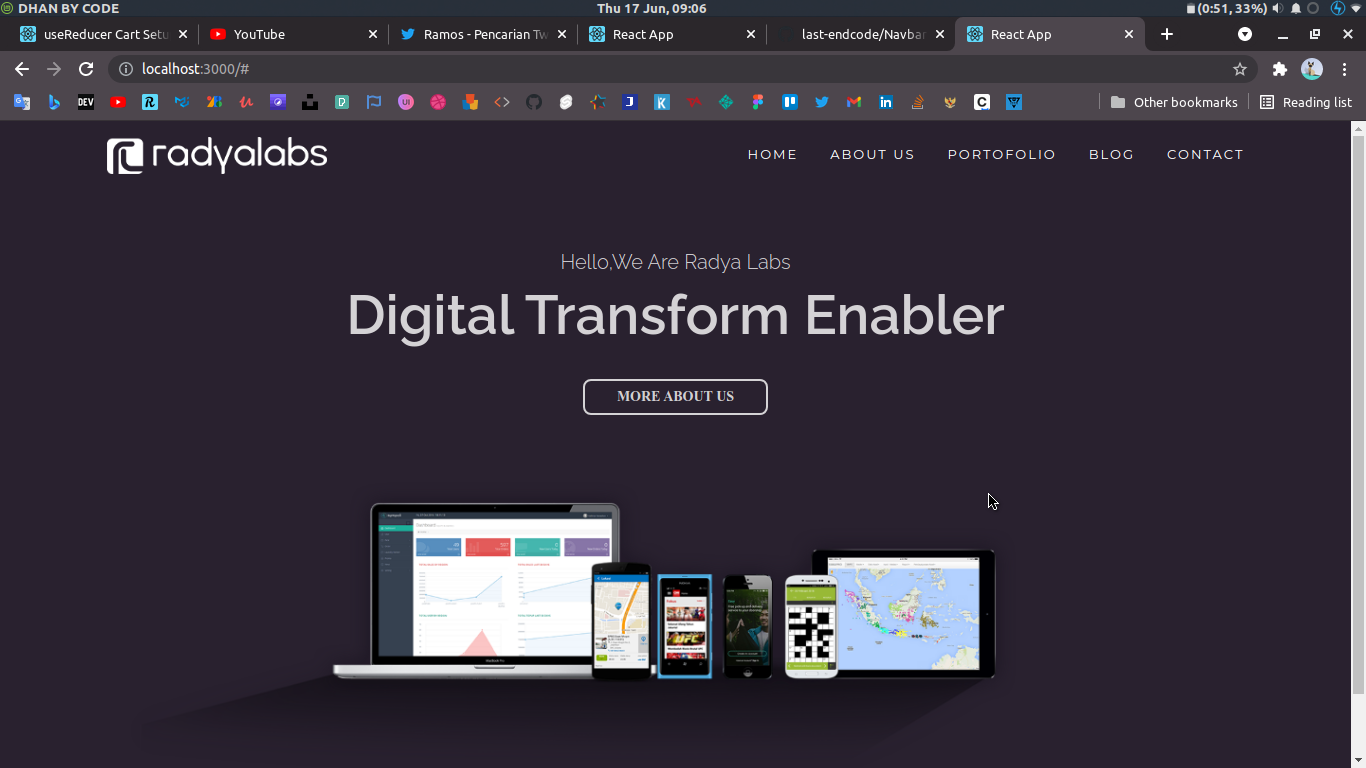 DHAN BY CODE
Thu 17 Jun, 09:06
(0:51, 33%)
useReducer Cart Setu
YouTube
Ramos - Pencarian Tw
React App
last-endcode/Navbar
React App
localhost:3000/#
DEV
Other bookmarks
Reading list
radyalabs
HOME
ABOUT US
PORTOFOLIO
BLOG
CONTACT
Hello,We Are Radya Labs
Digital Transform Enabler
MORE ABOUT US